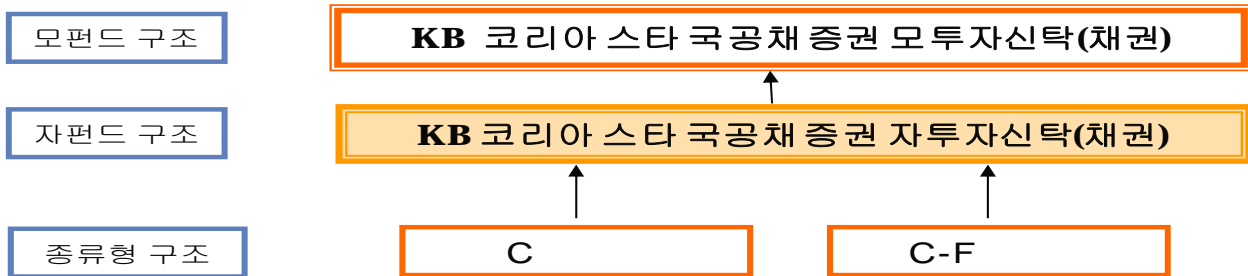 모펀드 구조
KB 코리아 스타 국공채 증권 모 투자신탁(채권)
자펀드 구조
KB 코리아 스타 국공채 증권 자투자신탁(채권)
종류형 구조
C
C-F